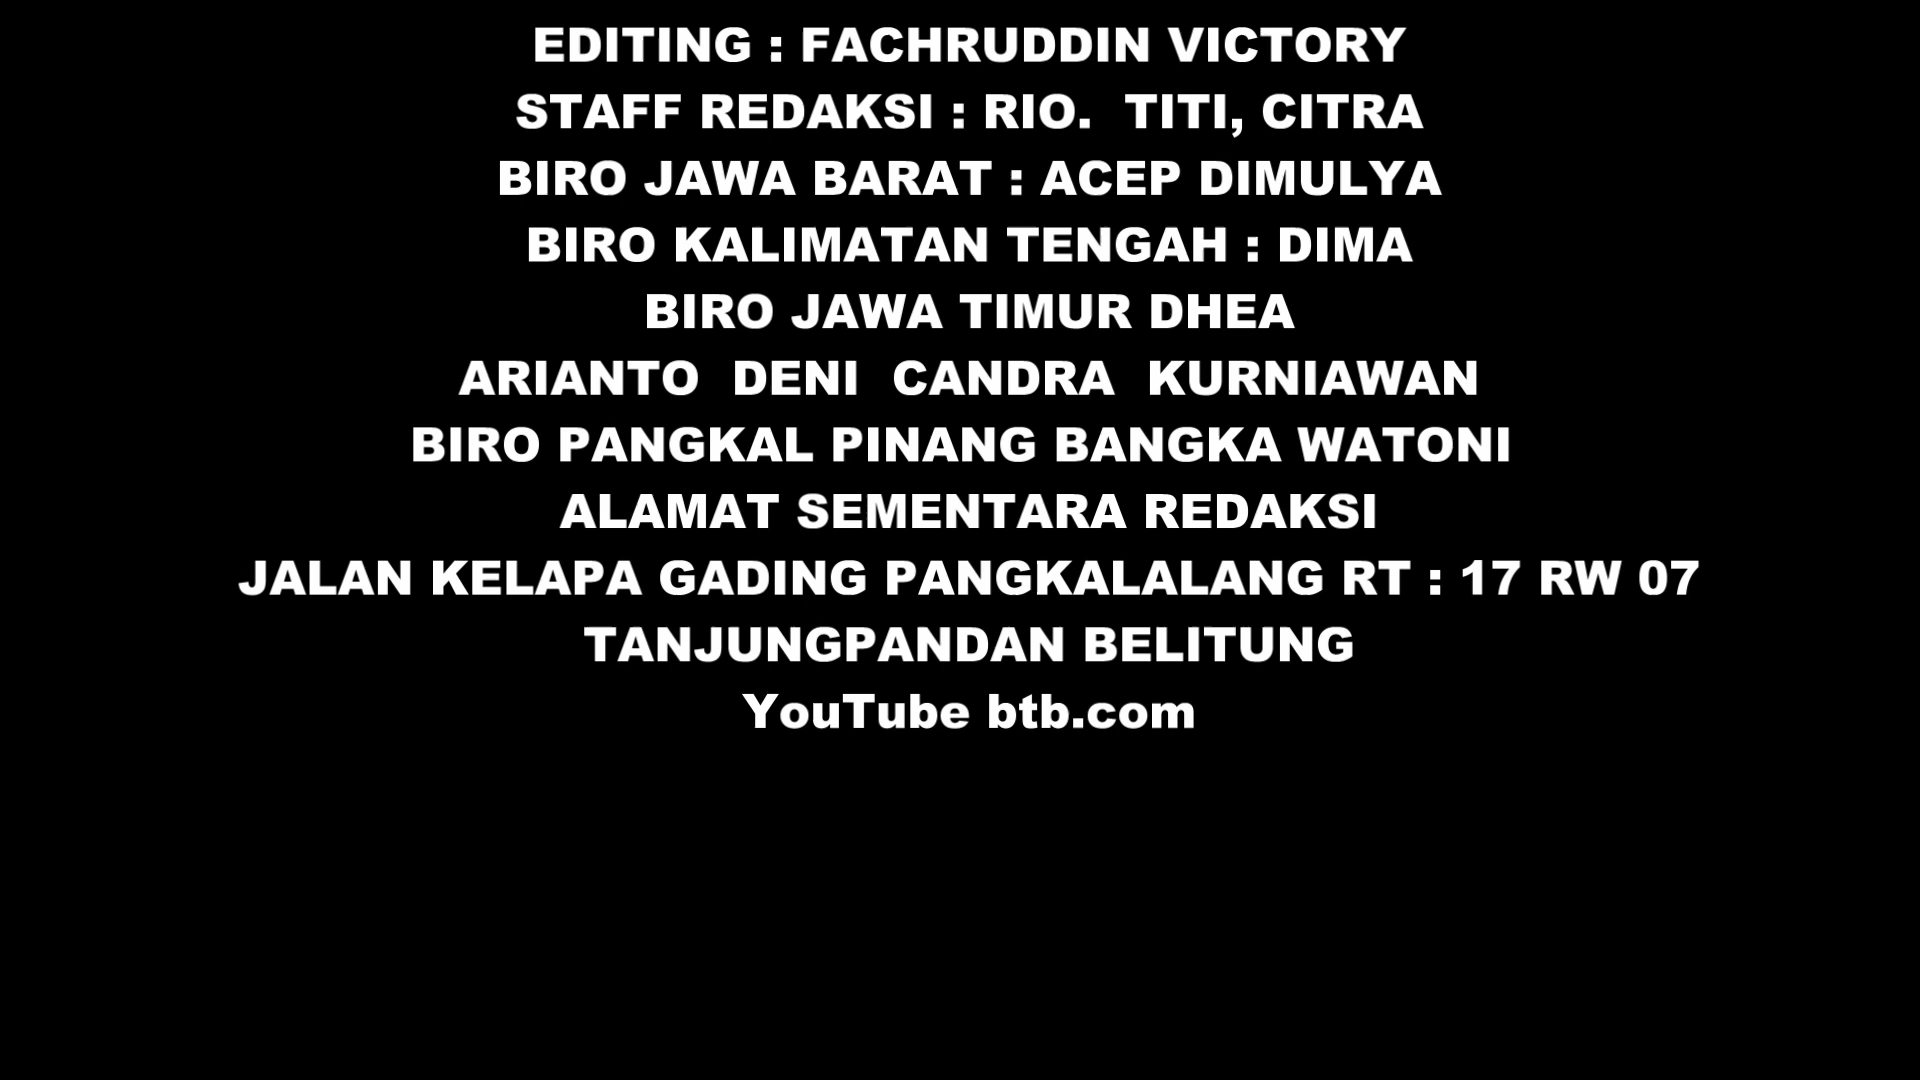 EDITING : FACHRUDDIN VICTORY
STAFF REDAKSI : RIO.  TITI, CITRA
BIRO JAWA BARAT : ACEP DIMULYA
BIRO KALIMATAN TENGAH : DIMA
BIRO JAWA TIMUR DHEA
ARIANTO  DENI  CANDRA  KURNIAWAN
BIRO PANGKAL PINANG BANGKA WATONI
ALAMAT SEMENTARA REDAKSI
JALAN KELAPA GADING PANGKALALANG RT : 17 RW 07
TANJUNGPANDAN BELITUNG
YouTube btb.com